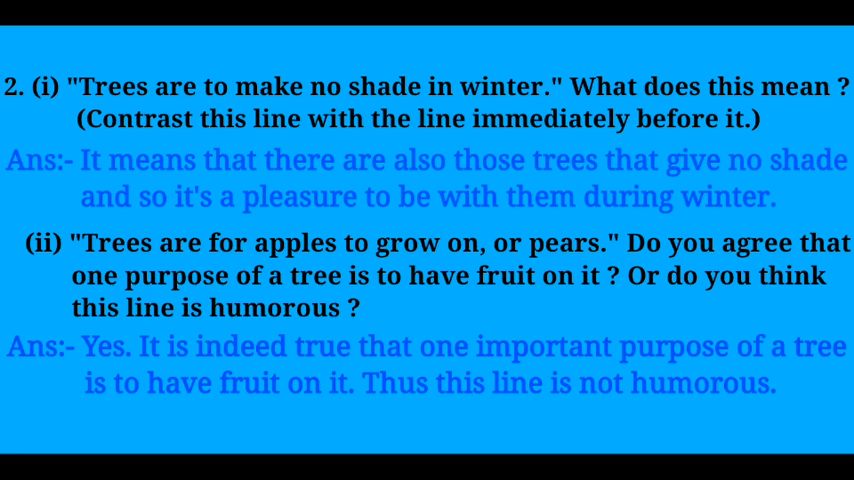 2. (i) "Trees are to make no shade in winter." What does this mean ?
(Contrast this line with the line immediately before it.)
Ans:- It means that there are also those trees that give no shade
and so it's a pleasure to be with them during winter.
(ii) "Trees are for apples to grow on, or pears." Do you agree that
one purpose of a tree is to have fruit on it ? Or do you think
this line is humorous ?
Ans:- Yes. It is indeed true that one important purpose of a tree
is to have fruit on it. Thus this line is not humorous.